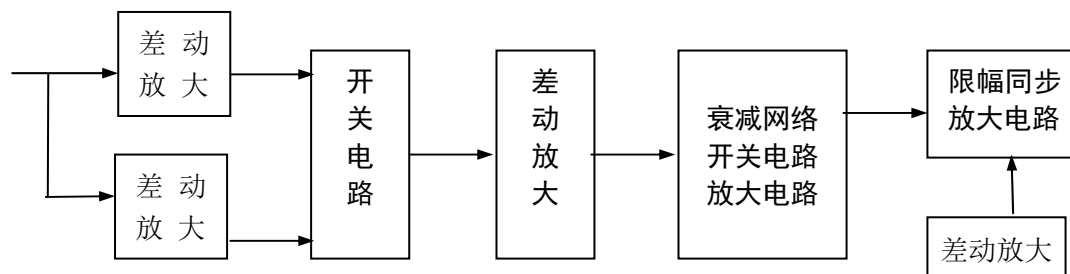 差 动
放 大
差 动
放 大
开
关
电
路
差
动
放
大
衰减网络
开关电路
放大电路
限幅同步
放大电路
差动放大